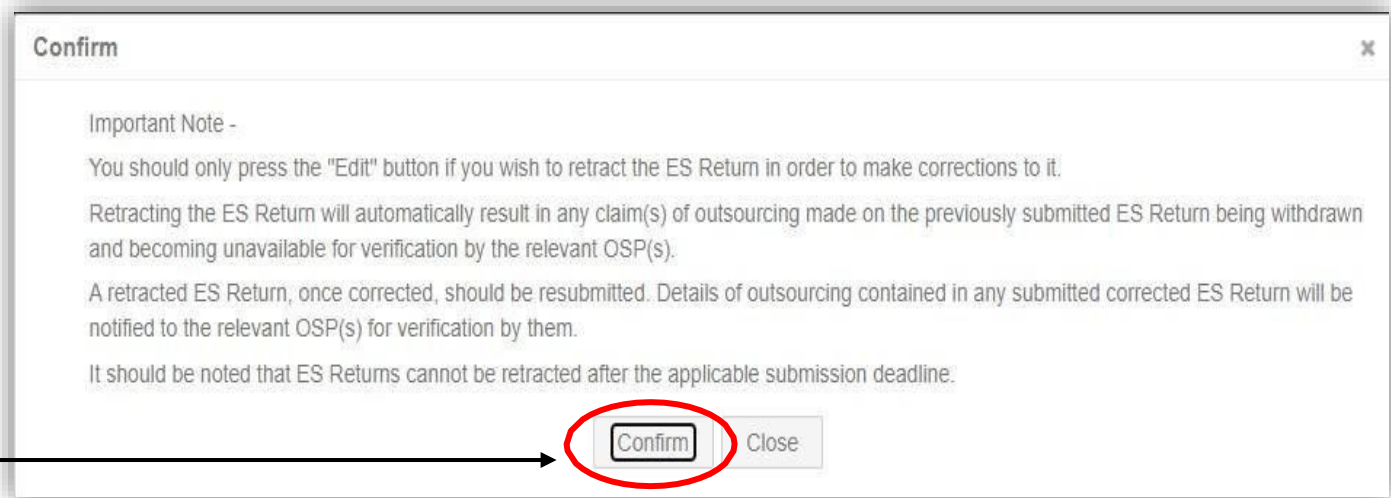 Confirm
Important Note -
You should only press the "Edit" button if you wish to retract the ES Return in order to make corrections to it.
Retracting the ES Return will automatically result in any claim(s) of outsourcing made on the previously submitted ES Return being withdrawn
and becoming unavailable for verification by the relevant OSP(s).
A retracted ES Return, once corrected, should be resubmitted. Details of outsourcing contained in any submitted corrected ES Return will be
notified to the relevant OSP(s) for verification by them.
It should be noted that ES Returns cannot be retracted after the applicable submission deadline.
Confirm Close